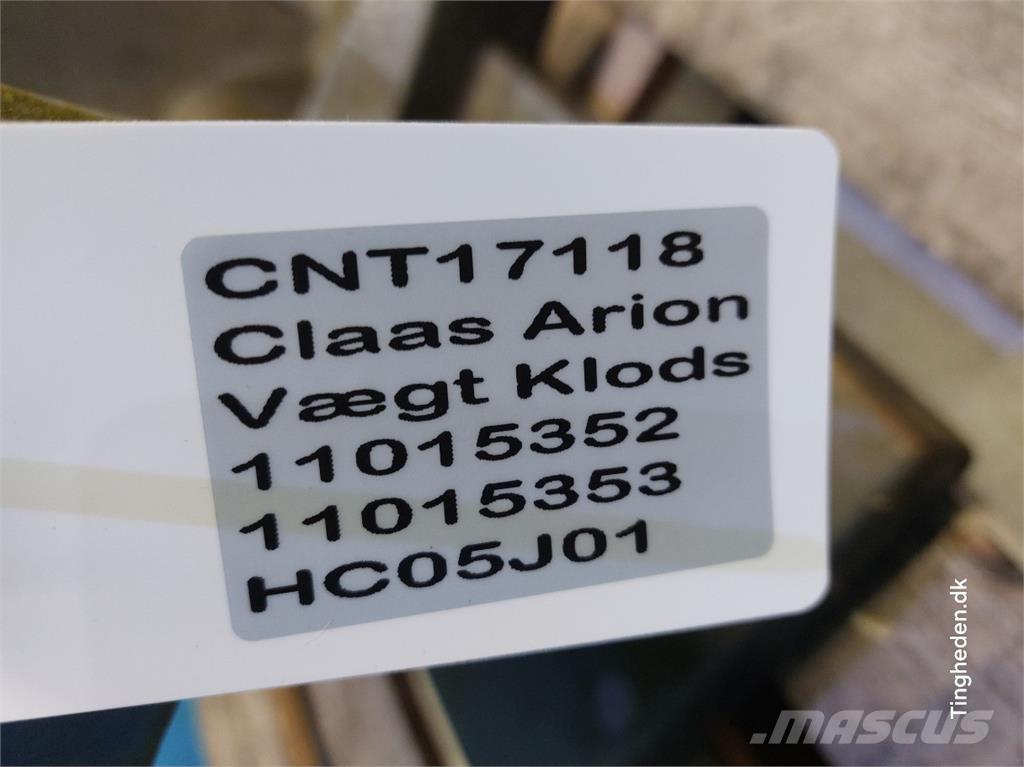 CNT17118
Claas Arion
Vægt Klods
11015352
11015353
HC05J01
Tingheden.dk
MASCUS